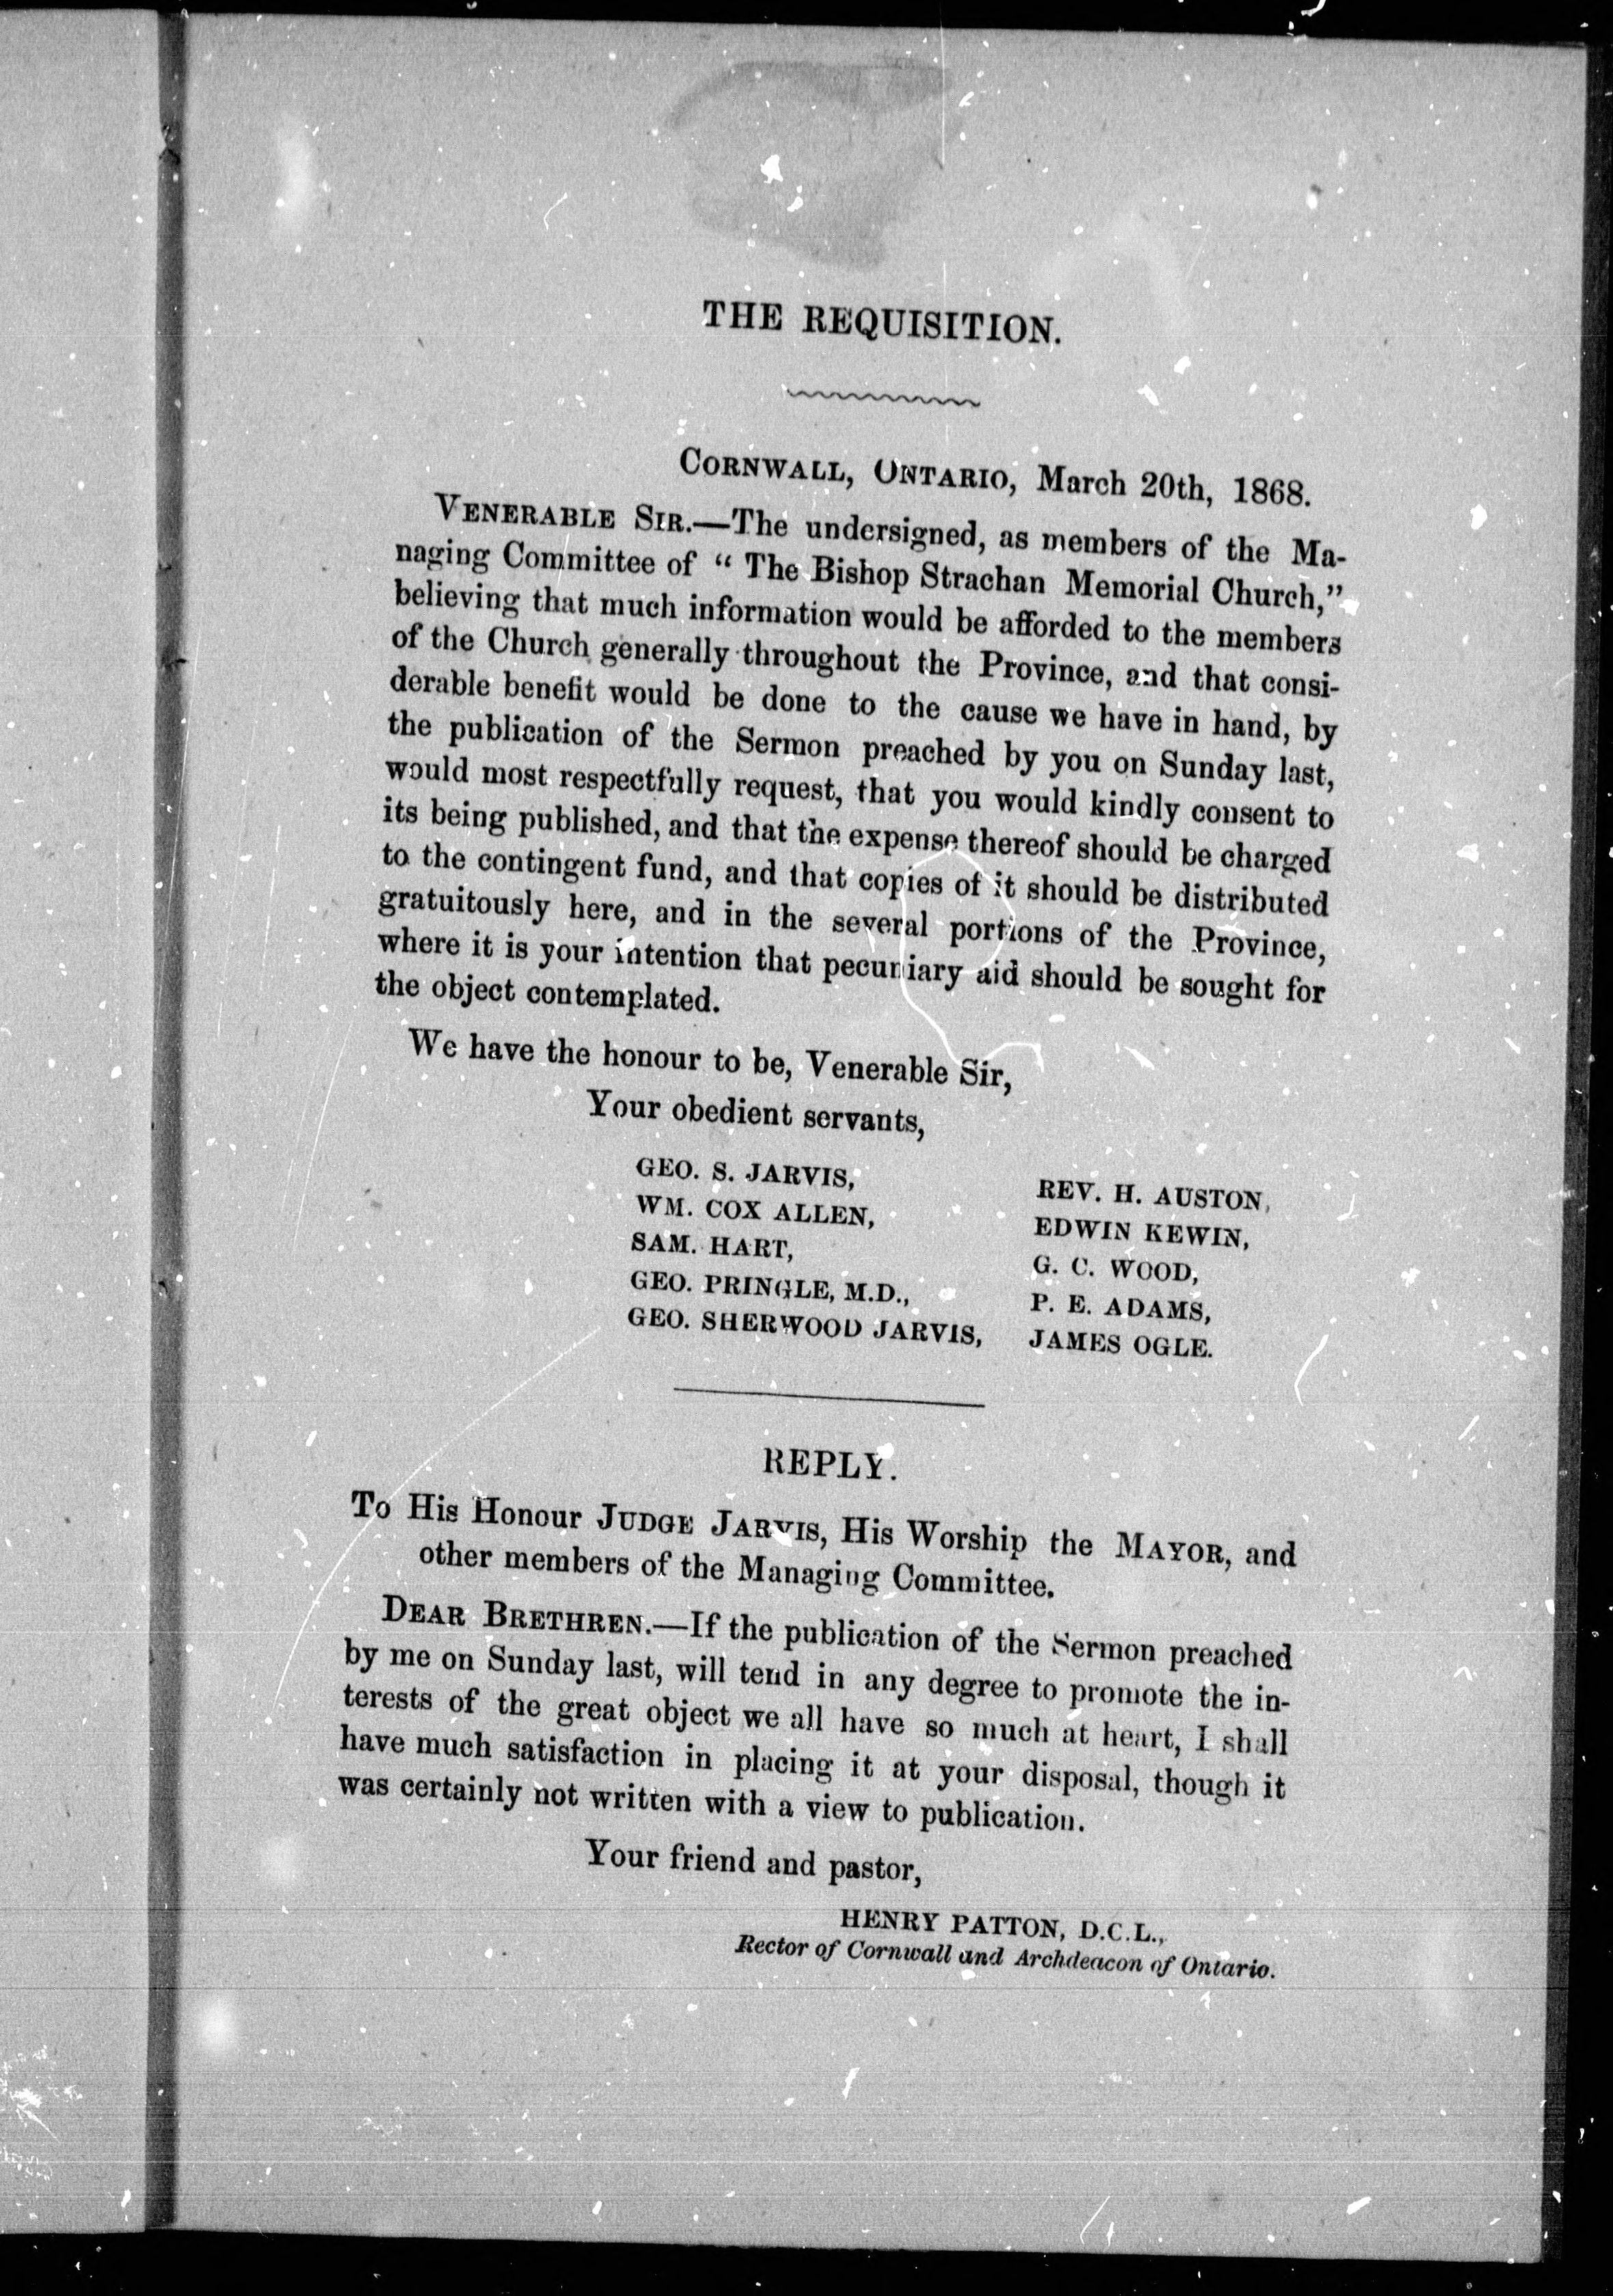 THE REQUISITION.
CORNWALL, ONTARIO, March 20th, 1868.
VENERABLE SIR.—The undersigned, as members of the Ma-
naging Committee of “ The Bishop Strachan Memorial Church,”
believing that much information would be afforded to the members
of the Church generally throughout the Province, and that consi-
derable benefit would be done to the cause we have in hand, by
the publication of the Sermon preached by you on Sunday last,
would most respectfully request, that you would kindly consent to
its being published, and that the expense thereof should be charged
to the contingent fund, and that copies of it should be distributed
gratuitously here, and in the several portions of the Province,
where it is your intention that pecuniary aid should be sought for
the object contemplated.
We have the honour to be, Venerable Sir,
Your obedient servants,
GEO. S. JARVIS,
WM. COX ALLEN,
SAM. HART,
GEO. PRINGLE, M.D.,
GEO. SHERWOOD JARVIS,
REV. H. AUSTON,
EDWIN KEWIN,
G. C. WOOD,
P. E. ADAMS,
JAMES OGLE.
REPLY.
To His Honour JUDGE JARVIS, His Worship the MAYOR, and
other members of the Managing Committee.
DEAR BRETHREN.—If the publication of the Sermon preached
by me on Sunday last, will tend in any degree to promote the in-
terests of the great object we all have so much at heart, I shall
have much satisfaction in placing it at your disposal, though it
was certainly not written with a view to publication.
Your friend and pastor,
HENRY PATTON, D.C.L.,
Rector of Cornwall and Archdeacon of Ontario.